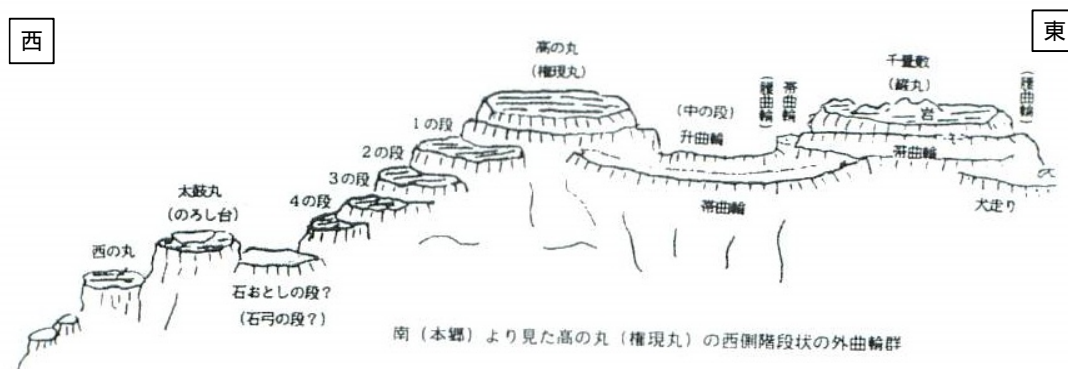 西
東
高の丸
(権現丸)
千畳敷
(鐘丸)
(腰曲輪)
帯曲輪
(腰曲輪)
(中の段)
升曲輪
岩
1の段
2の段
3の段
4の段
帯曲輪
帯曲輪
犬走り
太鼓丸
(のろし台)
西の丸
石おとしの段?
(石弓の段?)
南(本郷)より見た高の丸(権現丸)の西側階段状の外曲輪群